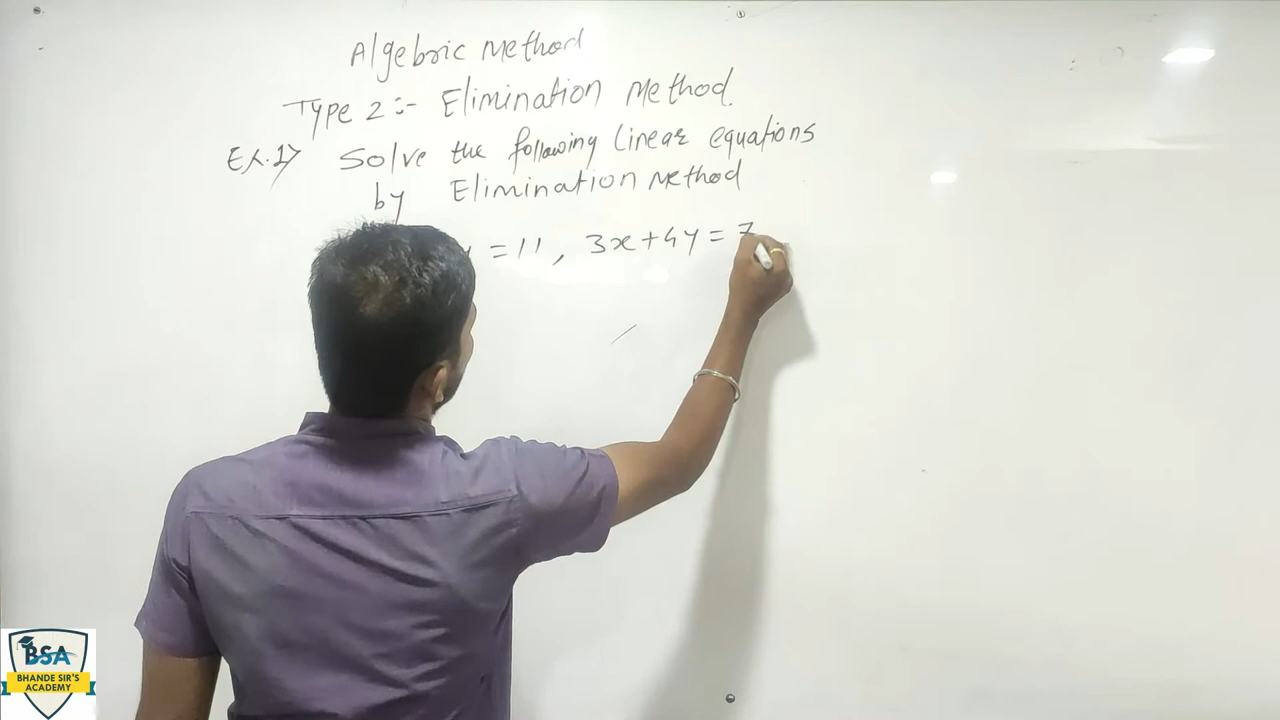 Algebric Method
Type 2 :- Elimination Method.
Ex.1> Solve the following linear equations
by Elimination Method
y = 11, 3x + 4y = 7
BSA
BHANDE SIR'S
ACADEMY